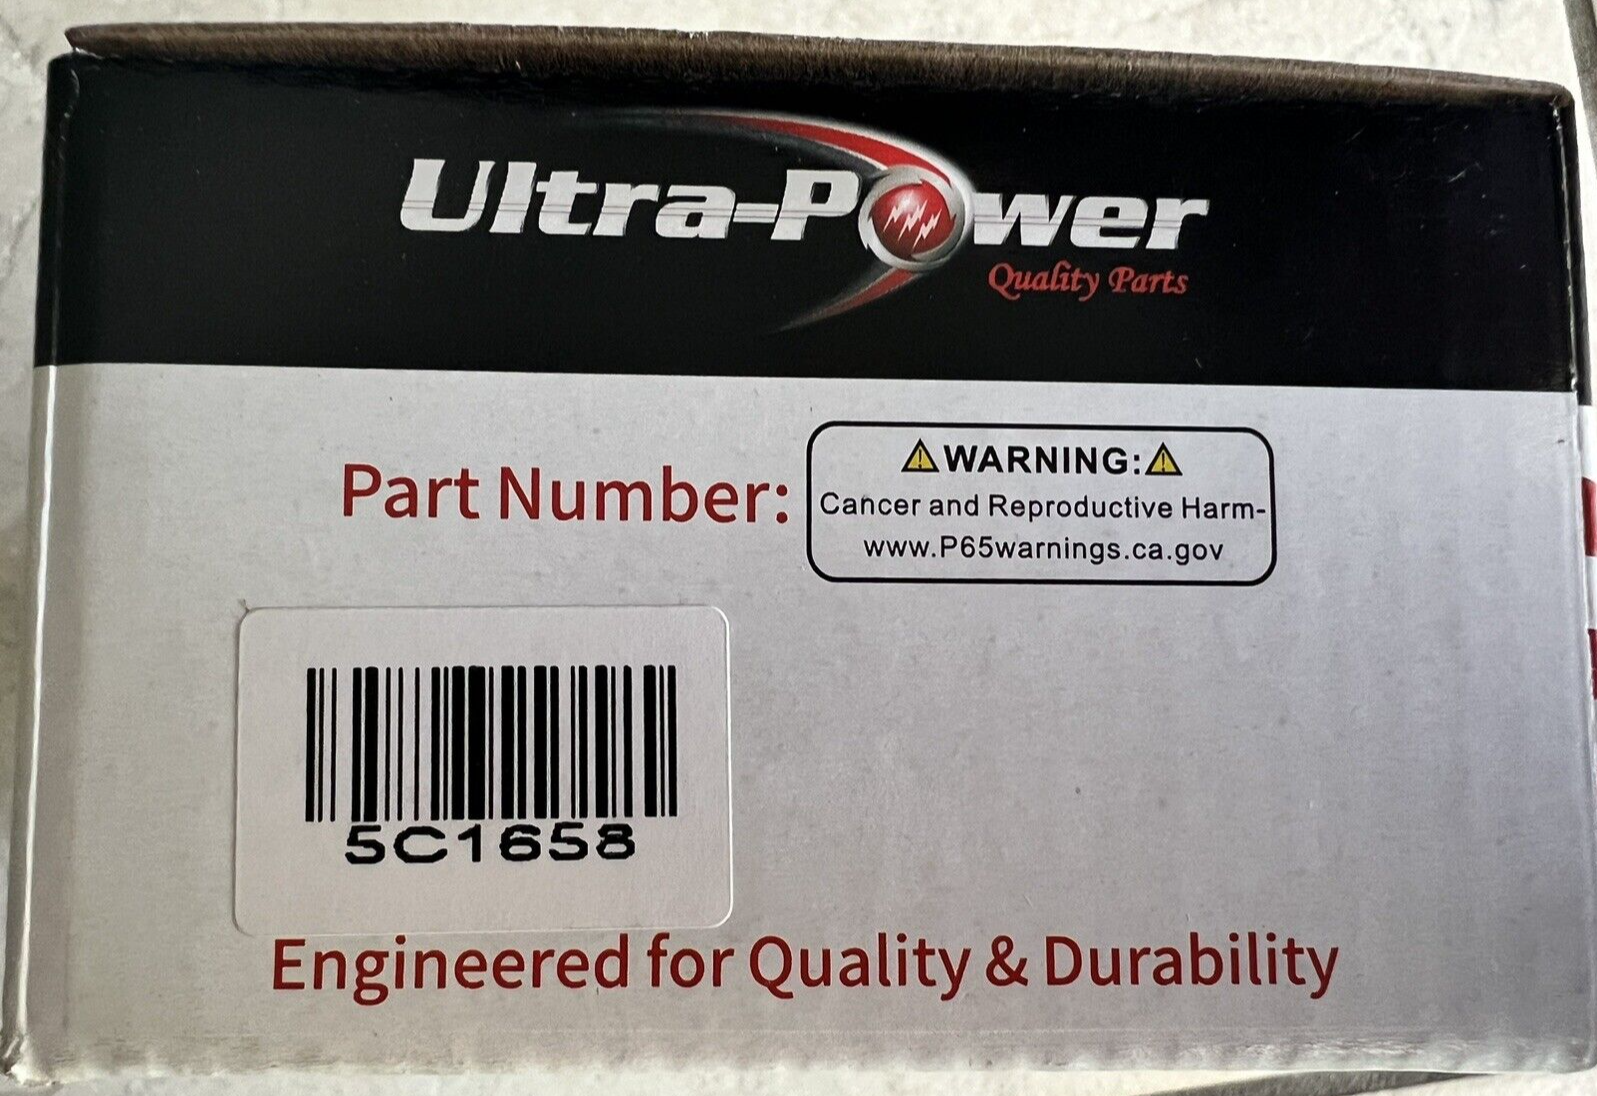 Ultra-Power
Quality Parts
Part Number:
WARNING:
Cancer and Reproductive Harm-
www.P65warnings.ca.gov
5C1658
Engineered for Quality & Durability